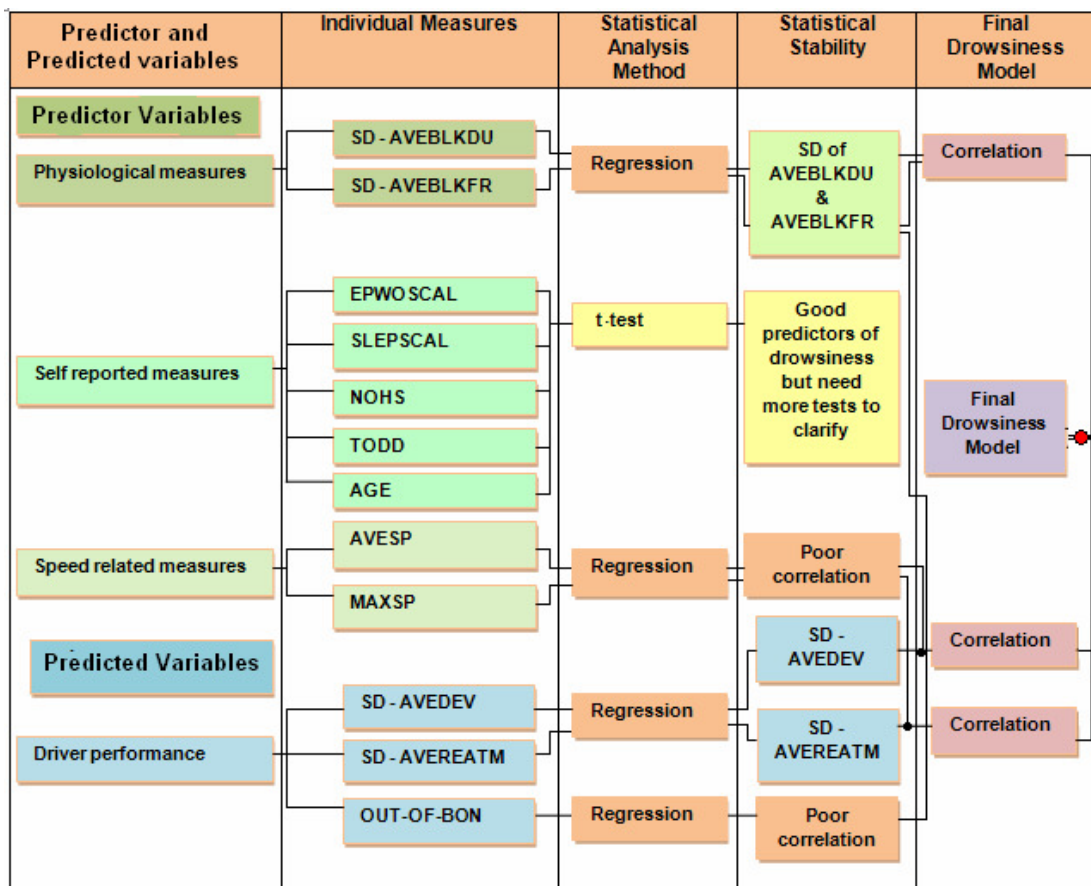 Predictor and
Predicted variables
Individual Measures
Statistical
Analysis
Method
Statistical
Stability
Final
Drowsiness
Model
Predictor Variables
Physiological measures
SD - AVEBLKDU
SD - AVEBLKFR
Regression
SD of
AVEBLKDU
&
AVEBLKFR
Correlation
Self reported measures
EPWOSCAL
SLEPSCAL
NOHS
TODD
AGE
t-test
Good
predictors of
drowsiness
but need
more tests to
clarify
Final
Drowsiness
Model
Speed related measures
AVESP
MAXSP
Regression
Poor
correlation
Predicted Variables
Driver performance
SD - AVEDEV
SD - AVEREATM
OUT-OF-BON
Regression
Regression
SD -
AVEDEV
SD -
AVEREATM
Poor
correlation
Correlation
Correlation